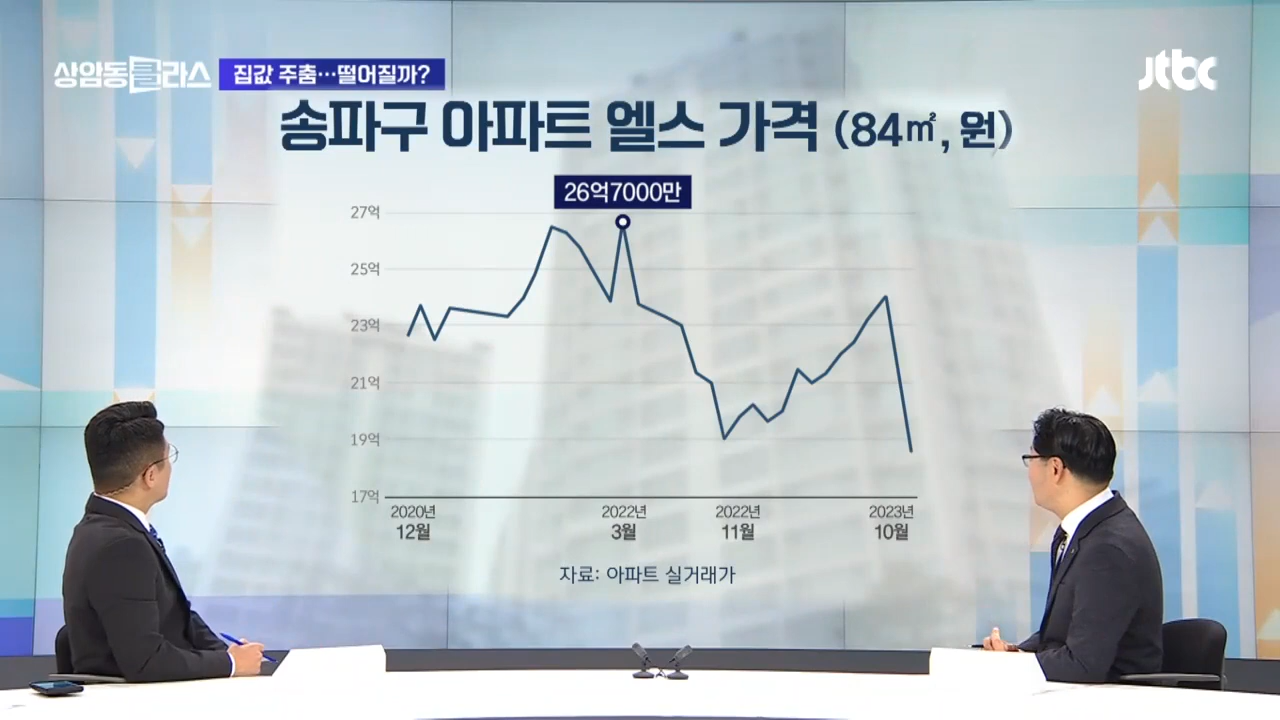 상암동클라스
집값 주춤…떨어질까?
jtbc
송파구 아파트 엘스 가격 (84㎡, 원)
26억7000만
27억
25억
23억
21억
19억
17억
2020년
12월
2022년
3월
2022년
11월
2023년
10월
자료: 아파트 실거래가